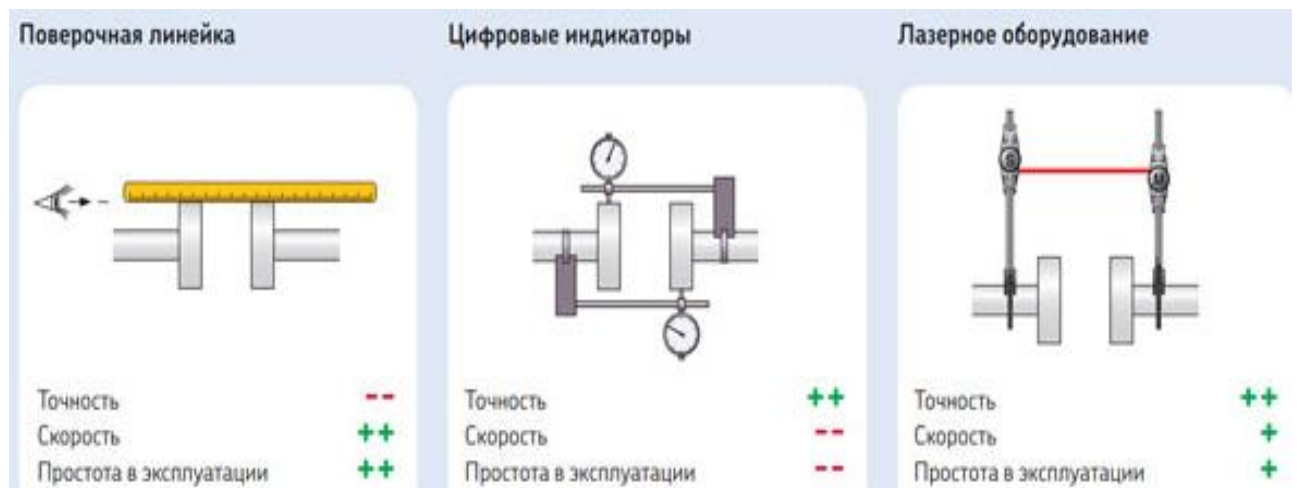 Поверочная линейка
Точность --
Скорость ++
Простота в эксплуатации ++
Цифровые индикаторы
Точность ++
Скорость --
Простота в эксплуатации --
Лазерное оборудование
S
M
Точность ++
Скорость +
Простота в эксплуатации +